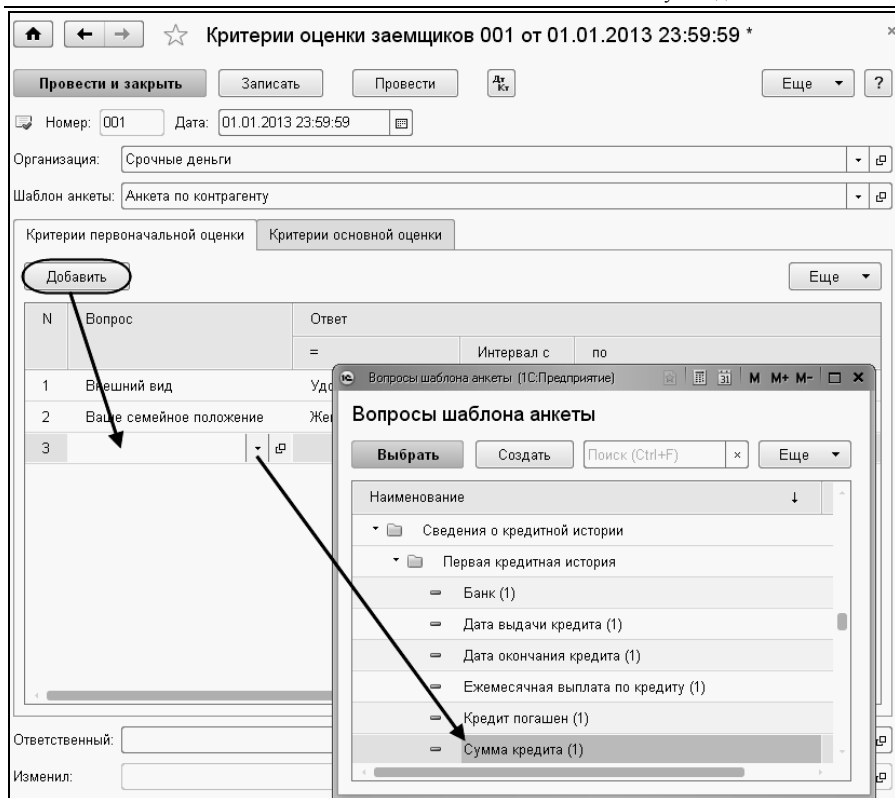 Критерии оценки заемщиков 001 от 01.01.2013 23:59:59 *
Провести и закрыть Записать Провести Дт Кт Еще ?
Номер: 001 Дата: 01.01.2013 23:59:59
Организация: Срочные деньги
Шаблон анкеты: Анкета по контрагенту
Критерии первоначальной оценки Критерии основной оценки
Добавить Еще
N Вопрос Ответ
= Интервал с по
1 Внешний вид
2 Ваше семейное положение
3
Вопросы шаблона анкеты (1С:Предприятие) 31 M M+ M-
Вопросы шаблона анкеты
Выбрать Создать Поиск (Ctrl+F) × Еще
Наименование ↓
Сведения о кредитной истории
Первая кредитная история
Банк (1)
Дата выдачи кредита (1)
Дата окончания кредита (1)
Ежемесячная выплата по кредиту (1)
Кредит погашен (1)
Сумма кредита (1)
Ответственный:
Изменил: